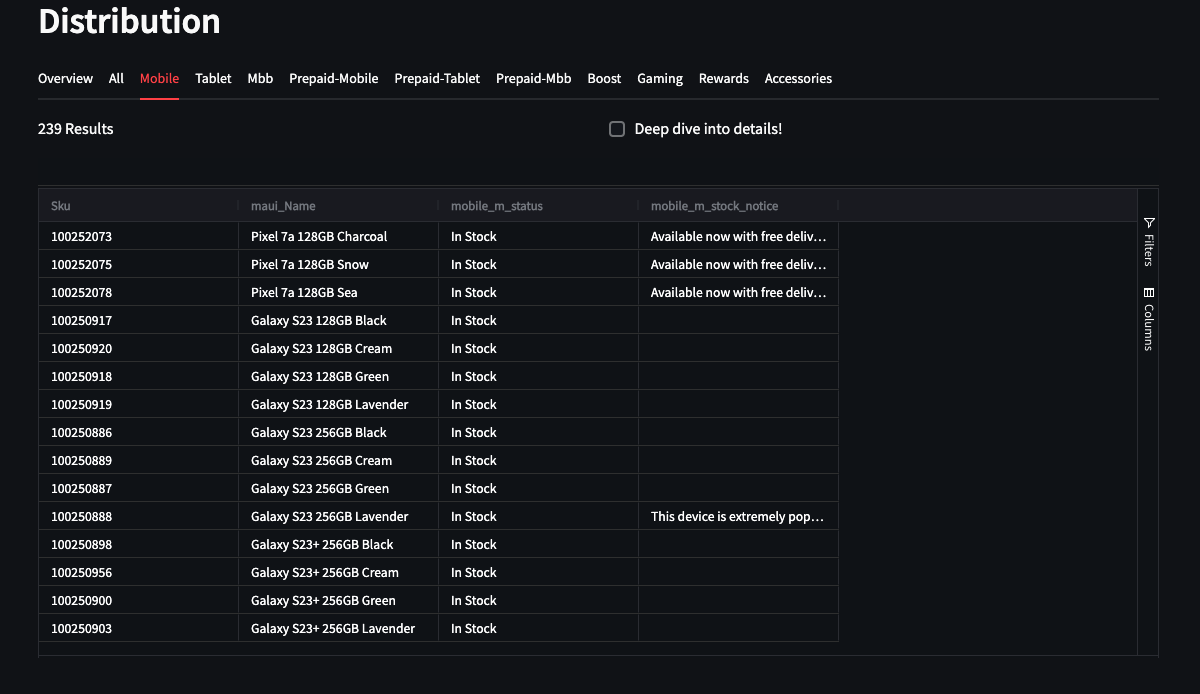 Distribution
Overview All Mobile Tablet Mbb Prepaid-Mobile Prepaid-Tablet Prepaid-Mbb Boost Gaming Rewards Accessories
239 Results Deep dive into details!
Sku maui_Name mobile_m_status mobile_m_stock_notice
100252073 Pixel 7a 128GB Charcoal In Stock Available now with free deliv...
100252075 Pixel 7a 128GB Snow In Stock Available now with free deliv...
100252078 Pixel 7a 128GB Sea In Stock Available now with free deliv...
100250917 Galaxy S23 128GB Black In Stock
100250920 Galaxy S23 128GB Cream In Stock
100250918 Galaxy S23 128GB Green In Stock
100250919 Galaxy S23 128GB Lavender In Stock
100250886 Galaxy S23 256GB Black In Stock
100250889 Galaxy S23 256GB Cream In Stock
100250887 Galaxy S23 256GB Green In Stock
100250888 Galaxy S23 256GB Lavender In Stock This device is extremely pop...
100250898 Galaxy S23+ 256GB Black In Stock
100250956 Galaxy S23+ 256GB Cream In Stock
100250900 Galaxy S23+ 256GB Green In Stock
100250903 Galaxy S23+ 256GB Lavender In Stock
Filters
Columns